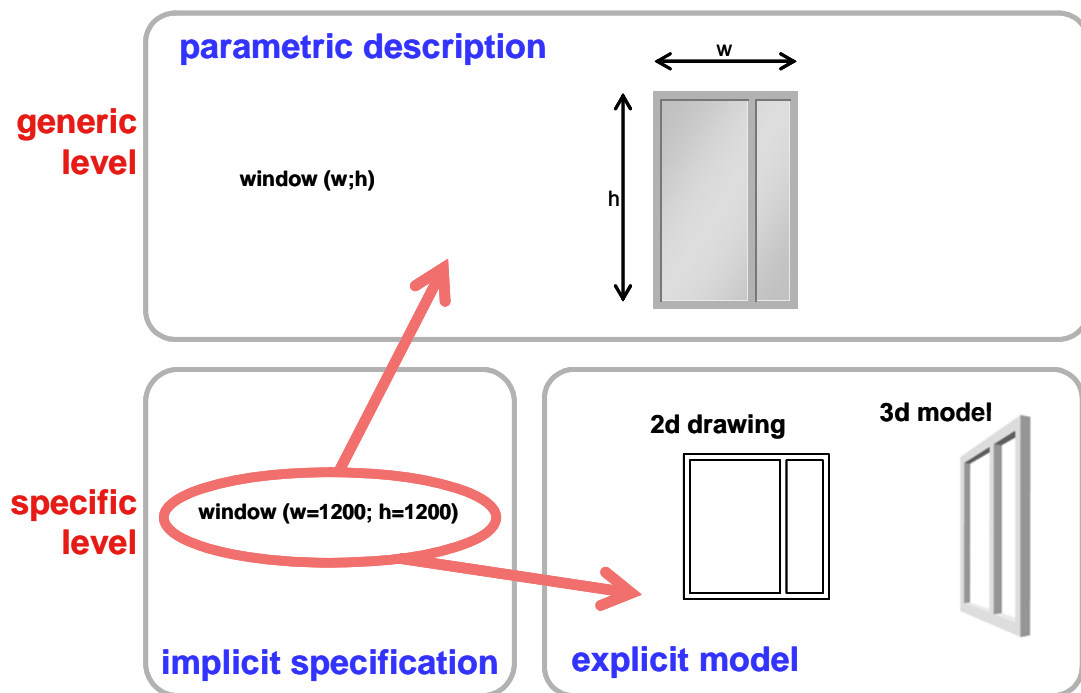 parametric description
w
generic
level
window (w;h)
h
2d drawing
3d model
specific
level
window (w=1200; h=1200)
implicit specification
explicit model